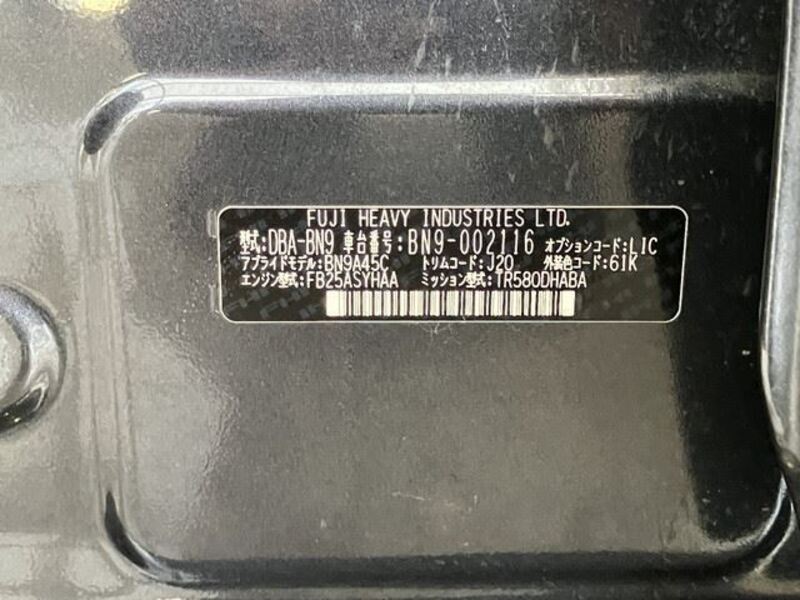 FUJI HEAVY INDUSTRIES LTD.
型式:DBA-BN9 車台番号:BN9-002116 オプションコード:LIC
アプライドモデル:BN9A45C トリムコード:J20 外装色コード:61K
エンジン型式:FB25ASYHAA ミッション型式:TR580DHABA